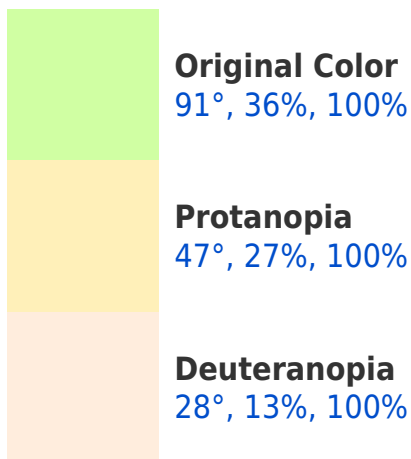 Original Color
91°, 36%, 100%
Protanopia
47°, 27%, 100%
Deuteranopia
28°, 13%, 100%